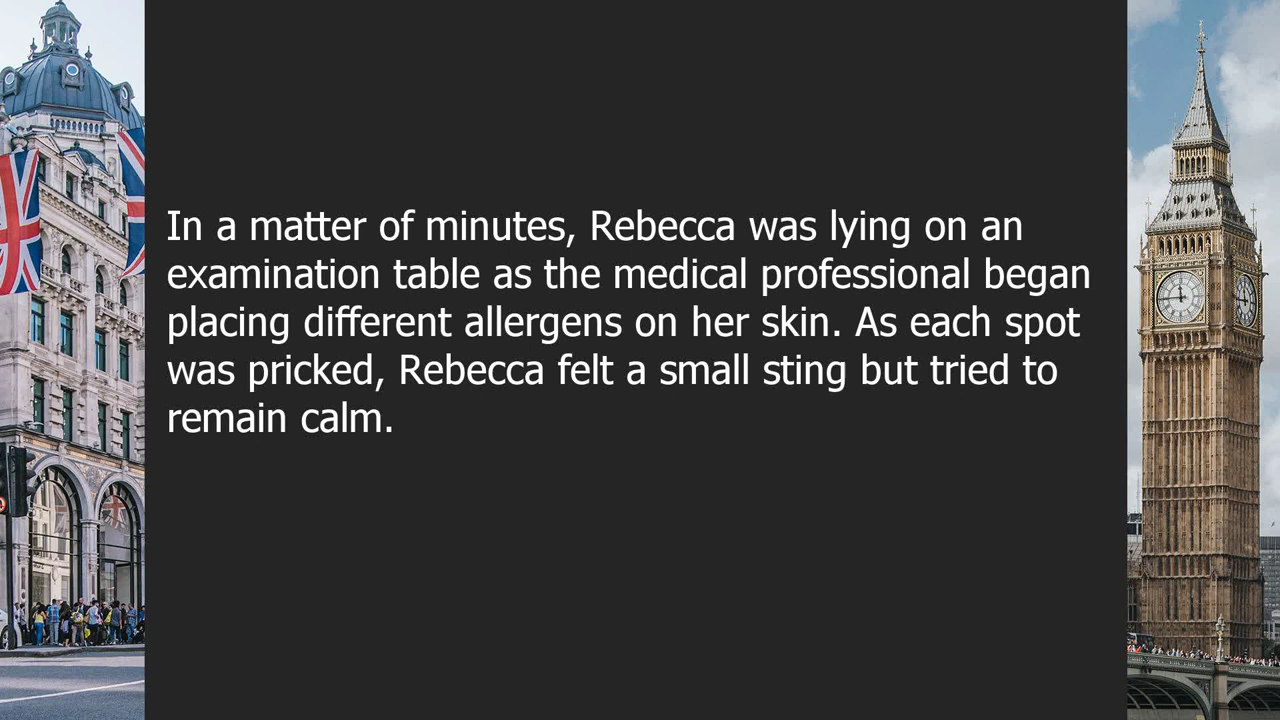 In a matter of minutes, Rebecca was lying on an
examination table as the medical professional began
placing different allergens on her skin. As each spot
was pricked, Rebecca felt a small sting but tried to
remain calm.